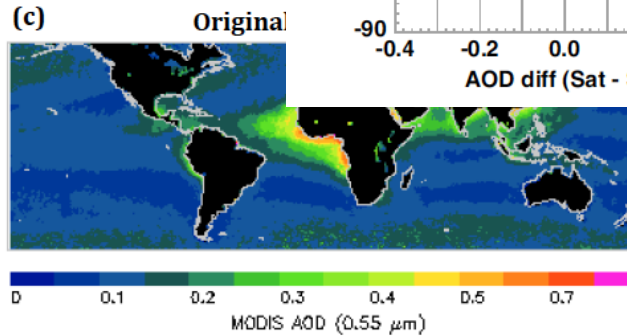 (c) Original
-90
-0.4 -0.2 0.0
AOD diff (Sat -
0 0.1 0.2 0.3 0.4 0.5 0.7
MODIS AOD (0.55 μm)